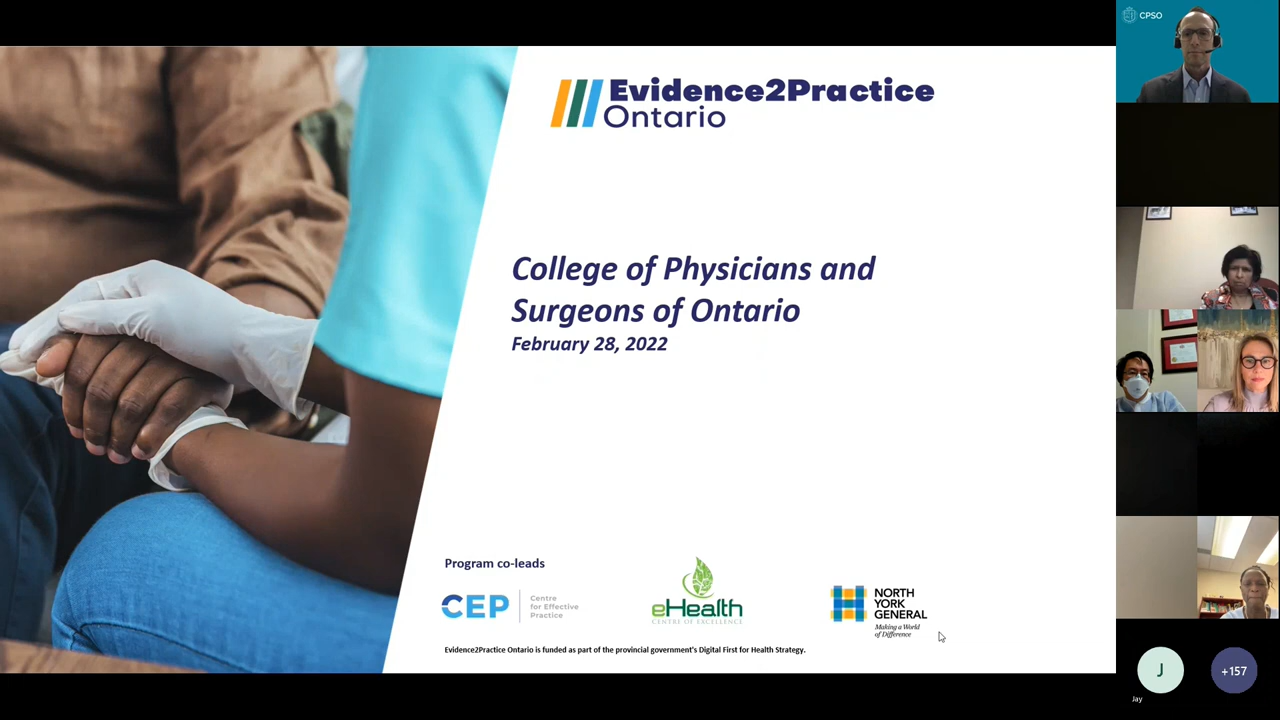 Evidence2Practice
Ontario
College of Physicians and
Surgeons of Ontario
February 28, 2022
Program co-leads
CEP
Centre
for Effective
Practice
eHealth
CENTRE OF EXCELLENCE
NORTH
YORK
GENERAL
Making a World
of Difference
Evidence2Practice Ontario is funded as part of the provincial government's Digital First for Health Strategy.
CPSO
J
Jay
+157